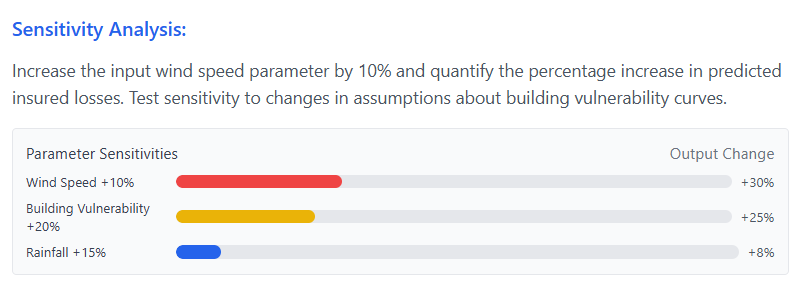 Sensitivity Analysis:
Increase the input wind speed parameter by 10% and quantify the percentage increase in predicted
insured losses. Test sensitivity to changes in assumptions about building vulnerability curves.
Parameter Sensitivities Output Change
Wind Speed +10% +30%
Building Vulnerability
+20% +25%
Rainfall +15% +8%